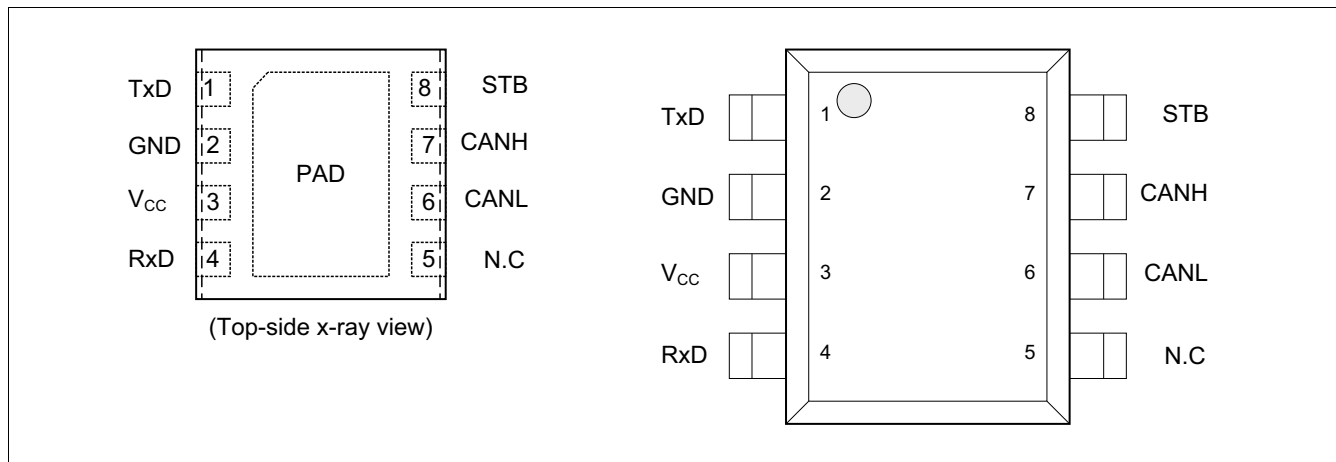 TxD 1 8 STB
GND 2 7 CANH
PAD
VCC 3 6 CANL
RxD 4 5 N.C
(Top-side x-ray view)
TxD 1 8 STB
GND 2 7 CANH
VCC 3 6 CANL
RxD 4 5 N.C